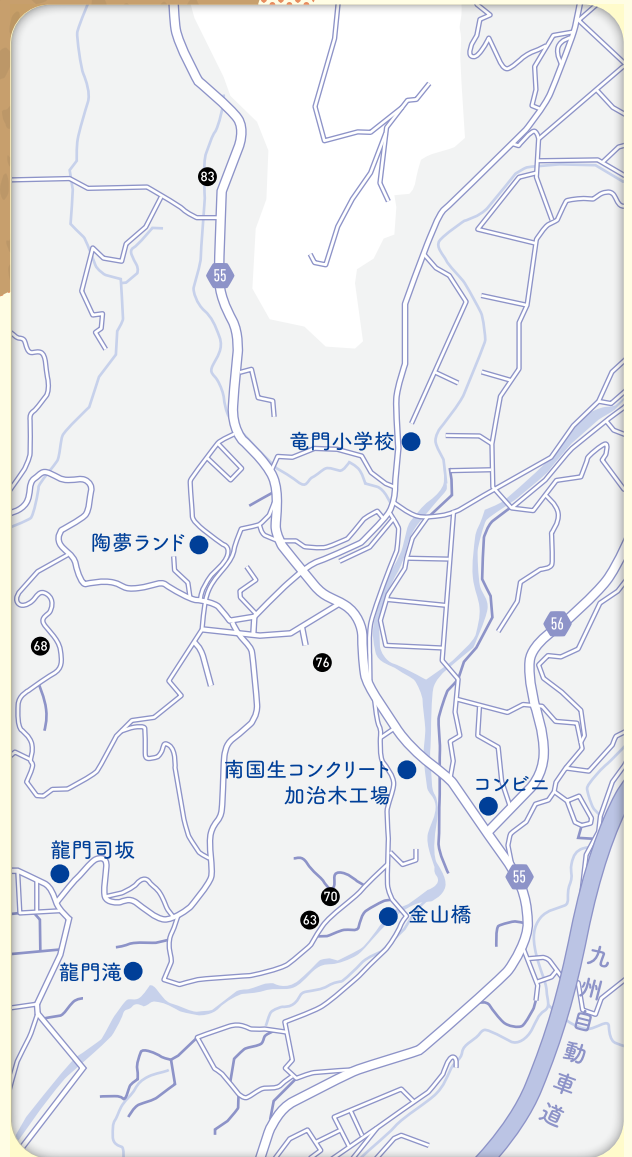 83
55
竜門小学校
陶夢ランド
56
68
76
南国生コンクリート
加治木工場
コンビニ
龍門司坂
55
70
63
金山橋
龍門滝
九州自動車道